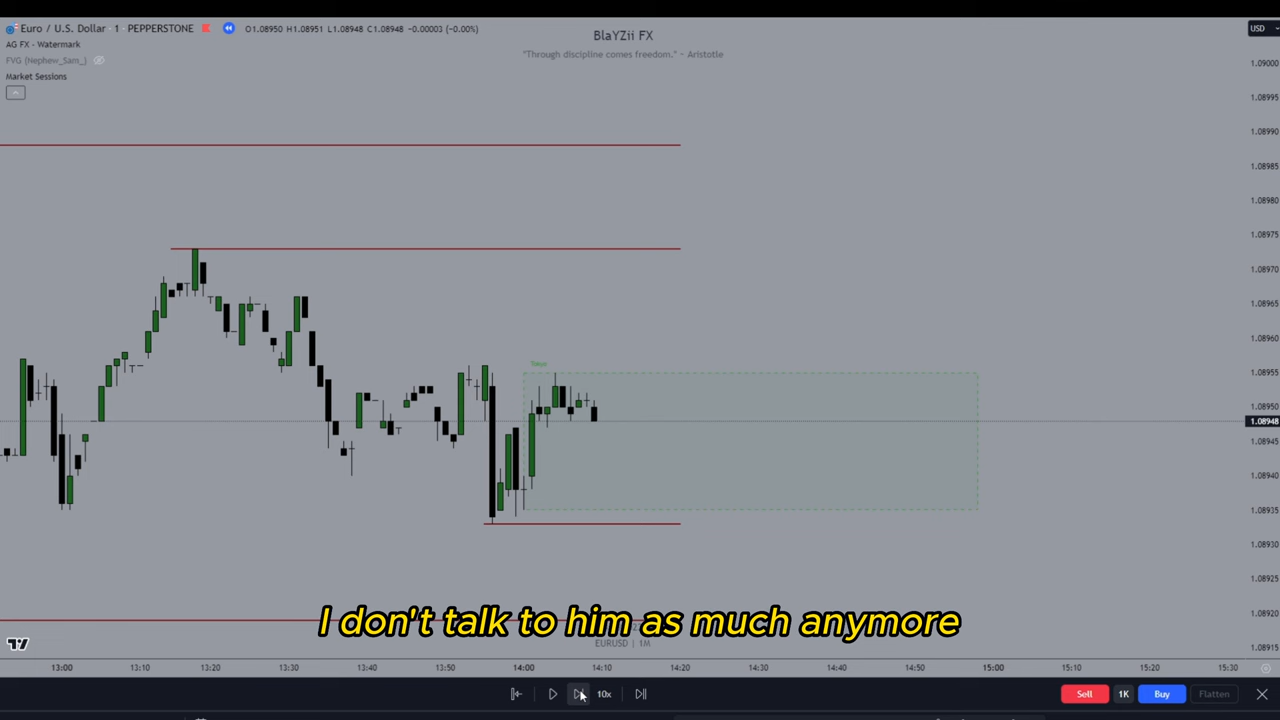 Euro / U.S. Dollar · 1 · PEPPERSTONE O1.08950 H1.08951 L1.08948 C1.08948 -0.00003 (-0.00%)
AG FX · Watermark
FVG (Nephew_Sam_)
Market Sessions
BlaYZii FX
"Through discipline comes freedom." ~ Aristotle
USD
1.09000
1.08995
1.08990
1.08985
1.08980
1.08975
1.08970
1.08965
1.08960
1.08955
1.08950
1.08948
1.08945
1.08940
1.08935
1.08930
1.08925
1.08920
1.08915
Tokyo
I don't talk to him as much anymore
EURUSD | 1M
13:00 13:10 13:20 13:30 13:40 13:50 14:00 14:10 14:20 14:30 14:40 14:50 15:00 15:10 15:20 15:30
10x
Sell 1K Buy Flatten